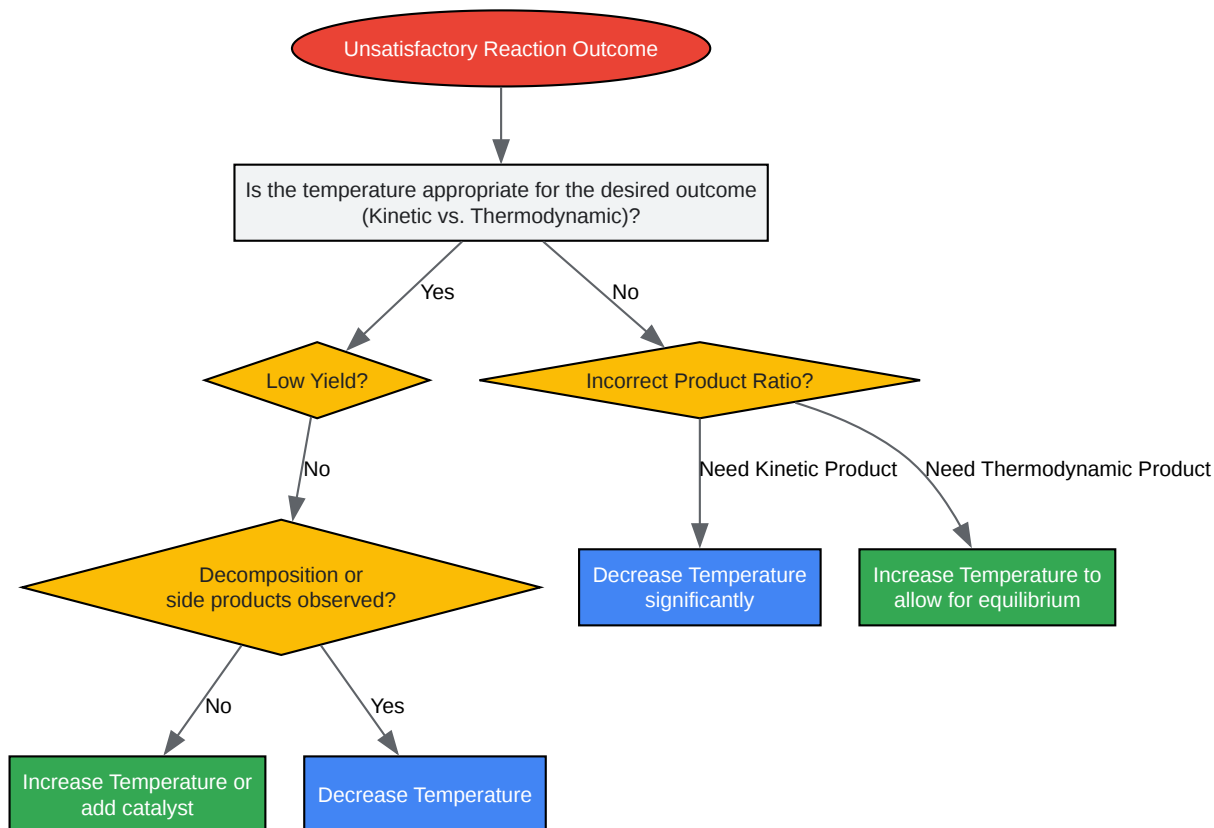 Unsatisfactory Reaction Outcome
Is the temperature appropriate for the desired outcome
(Kinetic vs. Thermodynamic)?
Yes
No
Low Yield?
Incorrect Product Ratio?
No
Need Kinetic Product
Need Thermodynamic Product
Decomposition or
side products observed?
Decrease Temperature
significantly
Increase Temperature to
allow for equilibrium
No
Yes
Increase Temperature or
add catalyst
Decrease Temperature